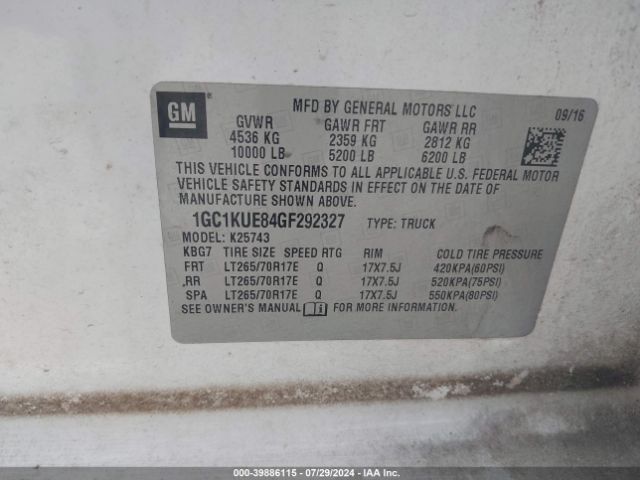 GM
MFD BY GENERAL MOTORS LLC
09/16
GVWR GAWR FRT GAWR RR
4536 KG 2359 KG 2812 KG
10000 LB 5200 LB 6200 LB
THIS VEHICLE CONFORMS TO ALL APPLICABLE U.S. FEDERAL MOTOR
VEHICLE SAFETY STANDARDS IN EFFECT ON THE DATE OF
MANUFACTURE SHOWN ABOVE.
1GC1KUE84GF292327 TYPE: TRUCK
MODEL: K25743
KBG7 TIRE SIZE SPEED RTG RIM COLD TIRE PRESSURE
FRT LT265/70R17E Q 17X7.5J 420KPA(60PSI)
RR LT265/70R17E Q 17X7.5J 520KPA(75PSI)
SPA LT265/70R17E Q 17X7.5J 550KPA(80PSI)
SEE OWNER'S MANUAL FOR MORE INFORMATION
000-39886115 - 07/29/2024 - IAA Inc.